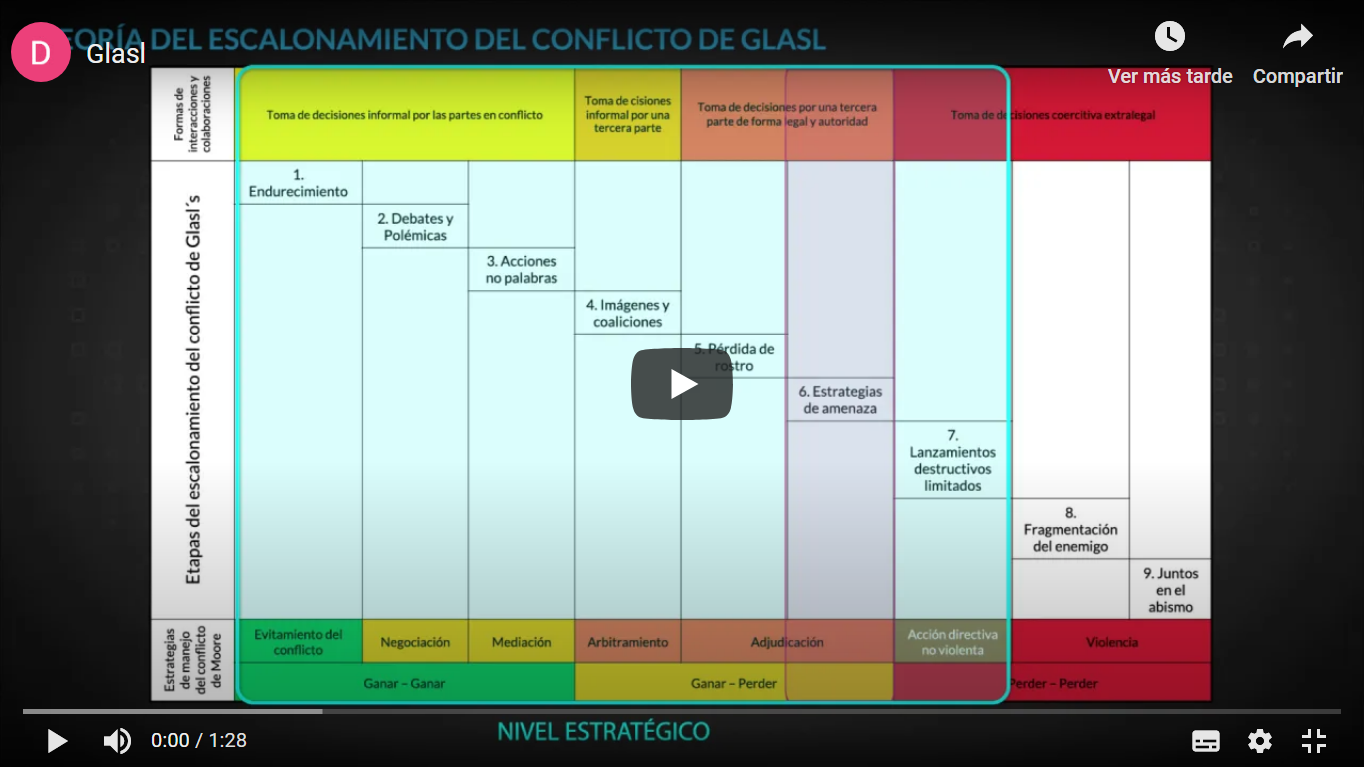 TEORÍA DEL ESCALONAMIENTO DEL CONFLICTO DE GLASL
D
Glasl
Ver más tarde
Compartir
Formas de
interacciones y
colaboraciones
Toma de decisiones informal por las partes en conflicto
Toma de cisiones
informal por una
tercera parte
Toma de decisiones por una tercera
parte de forma legal y autoridad
Toma de decisiones coercitiva extralegal
Etapas del escalonamiento del conflicto de Glasl´s
1.
Endurecimiento
2. Debates y
Polémicas
3. Acciones
no palabras
4. Imágenes y
coaliciones
5. Pérdida de
rostro
6. Estrategias
de amenaza
7.
Lanzamientos
destructivos
limitados
8.
Fragmentación
del enemigo
9. Juntos
en el
abismo
Estrategias
de manejo
del conflicto
de Moore
Evitamiento del
conflicto
Negociación
Mediación
Arbitramiento
Adjudicación
Acción directiva
no violenta
Violencia
Ganar – Ganar
Ganar – Perder
Perder – Perder
NIVEL ESTRATÉGICO
0:00 / 1:28